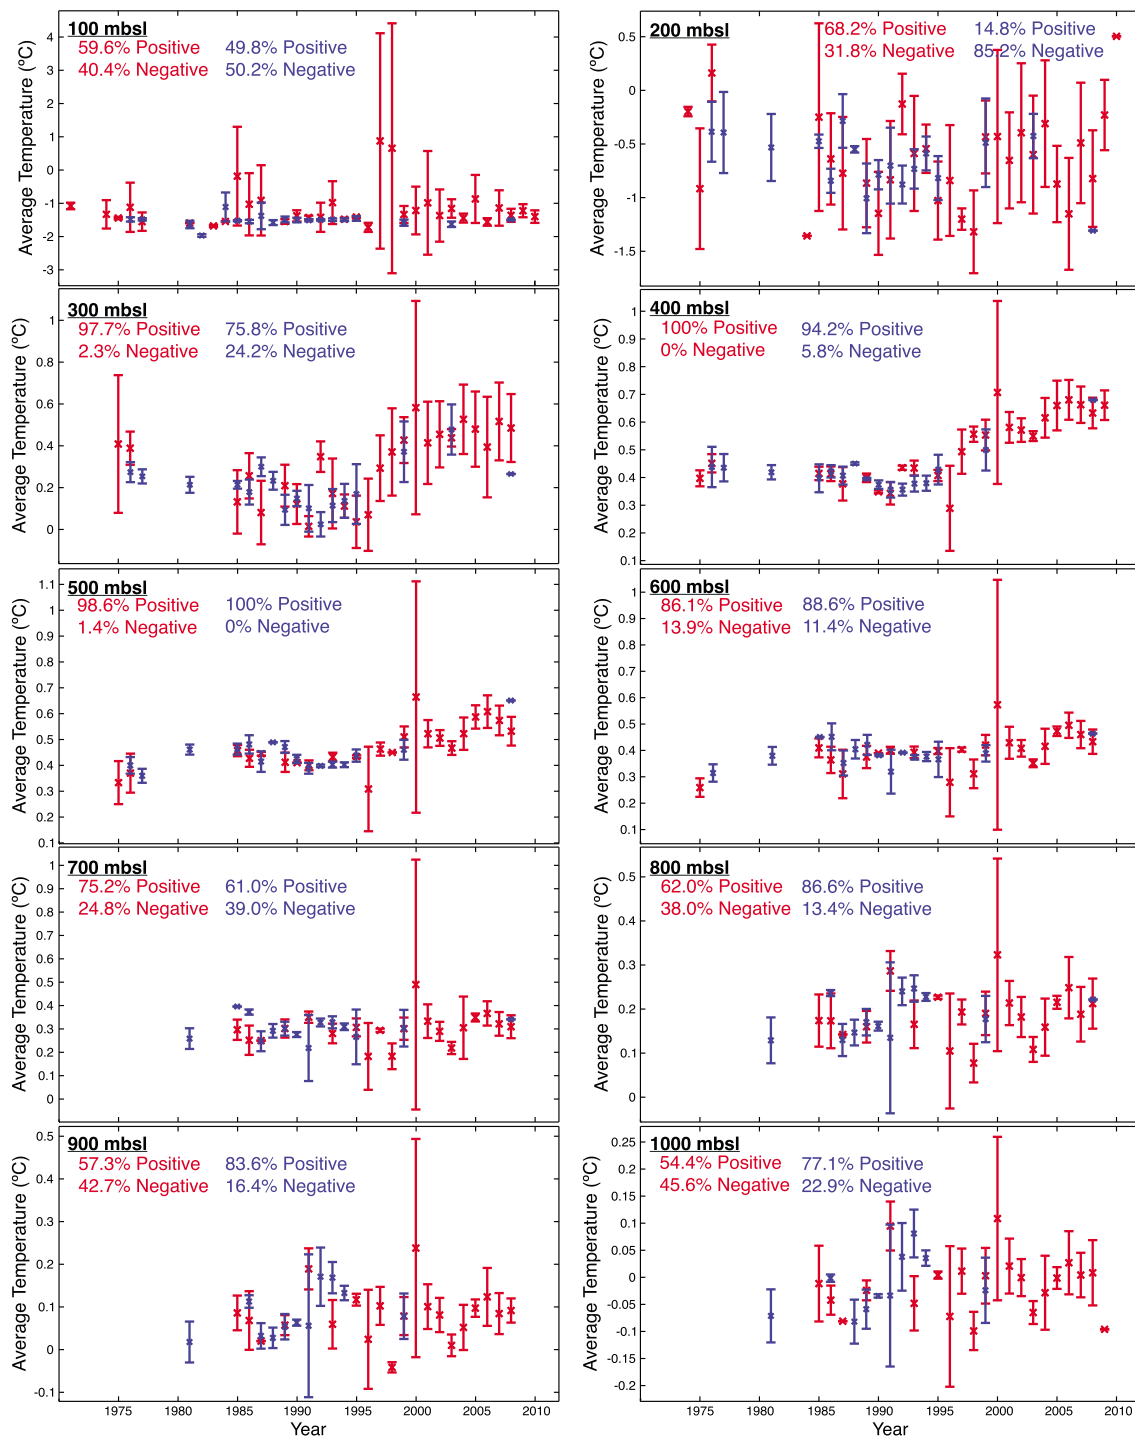 100 mbsl
59.6% Positive 49.8% Positive
40.4% Negative 50.2% Negative
Average Temperature (ºC)
4
3
2
1
0
-1
-2
-3
200 mbsl
68.2% Positive 14.8% Positive
31.8% Negative 85.2% Negative
Average Temperature (ºC)
0.5
0
-0.5
-1
-1.5
300 mbsl
97.7% Positive 75.8% Positive
2.3% Negative 24.2% Negative
Average Temperature (ºC)
1
0.8
0.6
0.4
0.2
0
400 mbsl
100% Positive 94.2% Positive
0% Negative 5.8% Negative
Average Temperature (ºC)
1
0.9
0.8
0.7
0.6
0.5
0.4
0.3
0.2
0.1
500 mbsl
98.6% Positive 100% Positive
1.4% Negative 0% Negative
Average Temperature (ºC)
1.1
1
0.9
0.8
0.7
0.6
0.5
0.4
0.3
0.2
0.1
600 mbsl
86.1% Positive 88.6% Positive
13.9% Negative 11.4% Negative
Average Temperature (ºC)
1
0.9
0.8
0.7
0.6
0.5
0.4
0.3
0.2
0.1
700 mbsl
75.2% Positive 61.0% Positive
24.8% Negative 39.0% Negative
Average Temperature (ºC)
1
0.9
0.8
0.7
0.6
0.5
0.4
0.3
0.2
0.1
0
800 mbsl
62.0% Positive 86.6% Positive
38.0% Negative 13.4% Negative
Average Temperature (ºC)
0.5
0.4
0.3
0.2
0.1
0
900 mbsl
57.3% Positive 83.6% Positive
42.7% Negative 16.4% Negative
Average Temperature (ºC)
0.5
0.4
0.3
0.2
0.1
0
-0.1
1975 1980 1985 1990 1995 2000 2005 2010
Year
1000 mbsl
54.4% Positive 77.1% Positive
45.6% Negative 22.9% Negative
Average Temperature (ºC)
0.25
0.2
0.15
0.1
0.05
0
-0.05
-0.1
-0.15
-0.2
1975 1980 1985 1990 1995 2000 2005 2010
Year